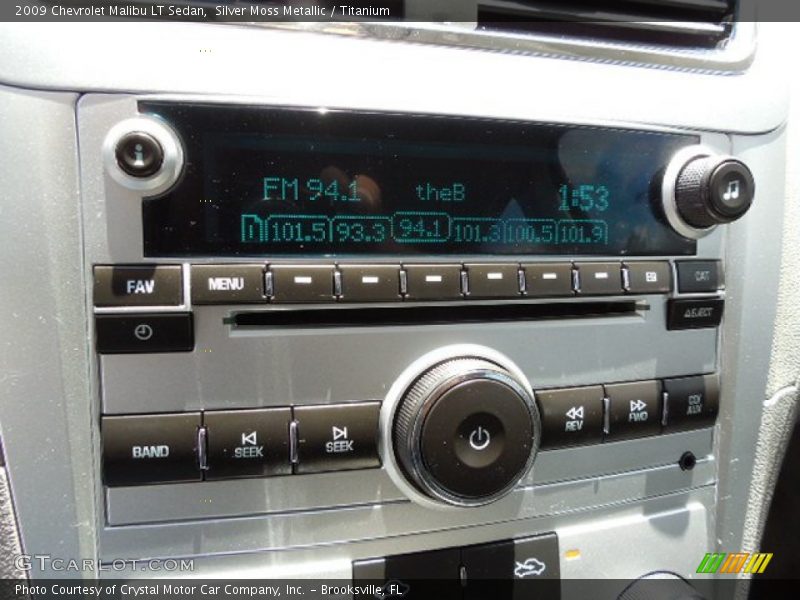 2009 Chevrolet Malibu LT Sedan, Silver Moss Metallic / Titanium
FM 94.1 theB 1:53
101.5 93.3 94.1 101.3 100.5 101.9
FAV MENU CAT
EJECT
BAND SEEK SEEK REV FWD CD/AUX
GTCARLOT.COM
Photo Courtesy of Crystal Motor Car Company, Inc. - Brooksville, FL